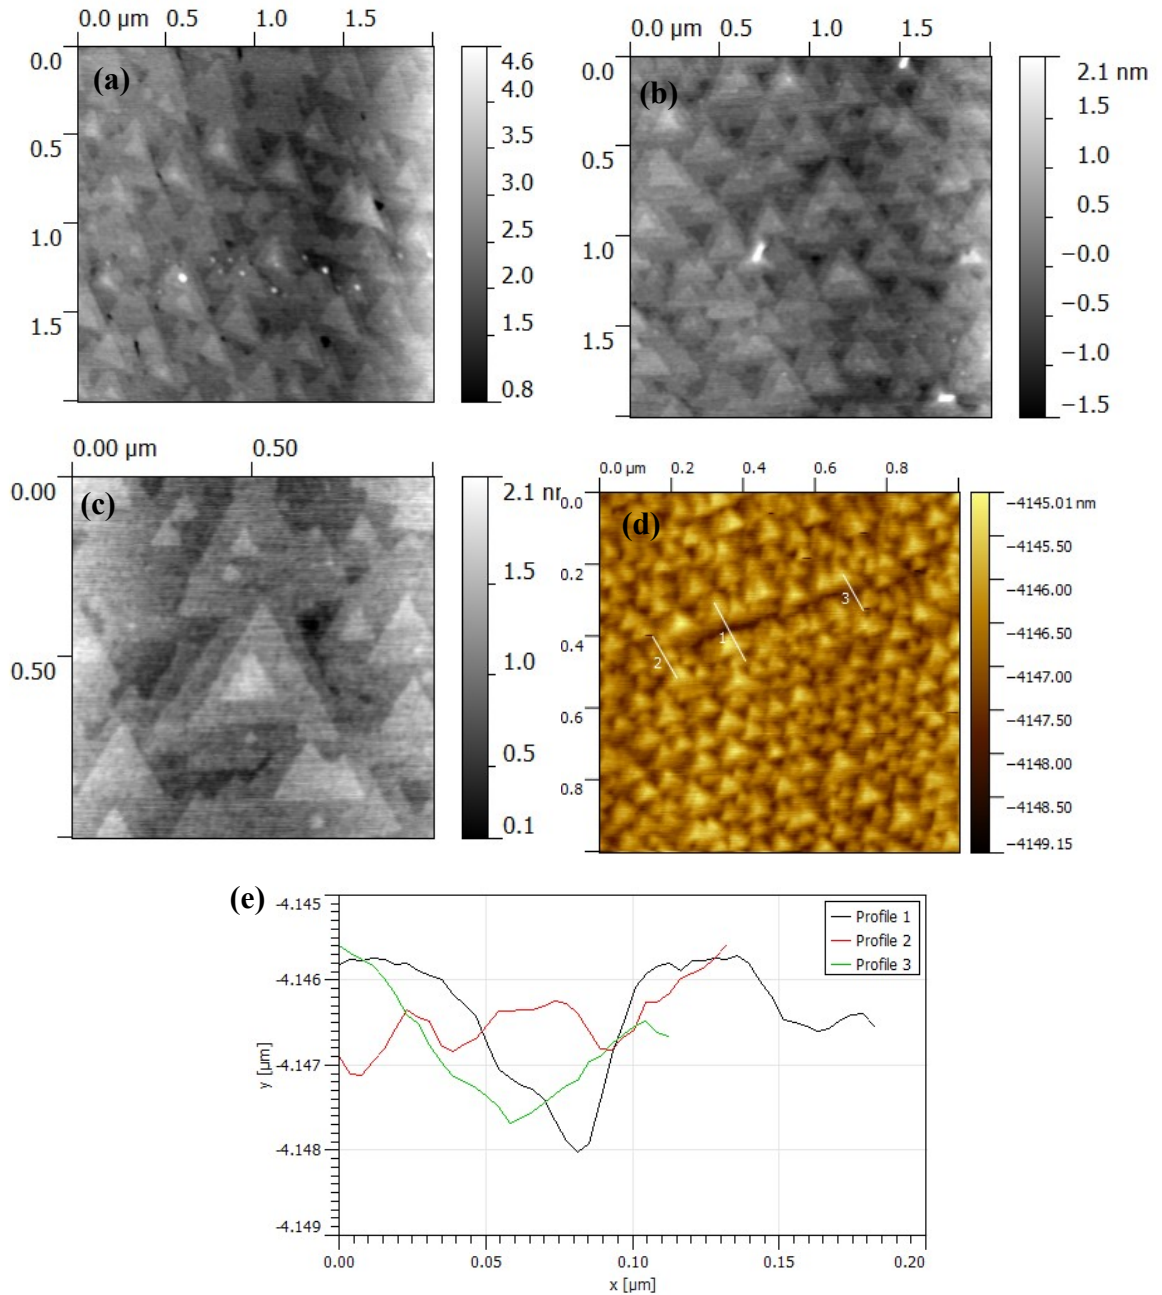 0.0 µm 0.5 1.0 1.5
0.0
0.5
1.0
1.5
(a)
4.6
4.0
3.5
3.0
2.5
2.0
1.5
0.8
0.0 µm 0.5 1.0 1.5
0.0
0.5
1.0
1.5
(b)
2.1 nm
1.5
1.0
0.5
−0.0
−0.5
−1.0
−1.5
0.00 µm 0.50
0.00
0.50
(c)
2.1 nr
1.5
1.0
0.5
0.1
0.0 µm 0.2 0.4 0.6 0.8
0.0
0.2
0.4
0.6
0.8
(d)
1
2
3
−4145.01 nm
−4145.50
−4146.00
−4146.50
−4147.00
−4147.50
−4148.00
−4148.50
−4149.15
(e)
-4.145
-4.146
-4.147
-4.148
-4.149
y [µm]
Profile 1
Profile 2
Profile 3
0.00 0.05 0.10 0.15 0.20
x [µm]